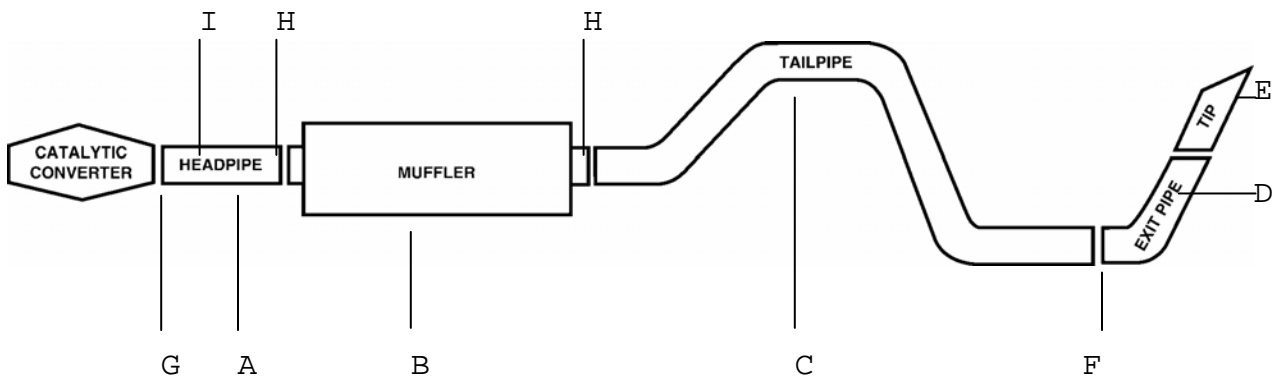 I H H
TAILPIPE
E
TIP
CATALYTIC
CONVERTER
HEADPIPE
MUFFLER
D
EXIT PIPE
G A B C F